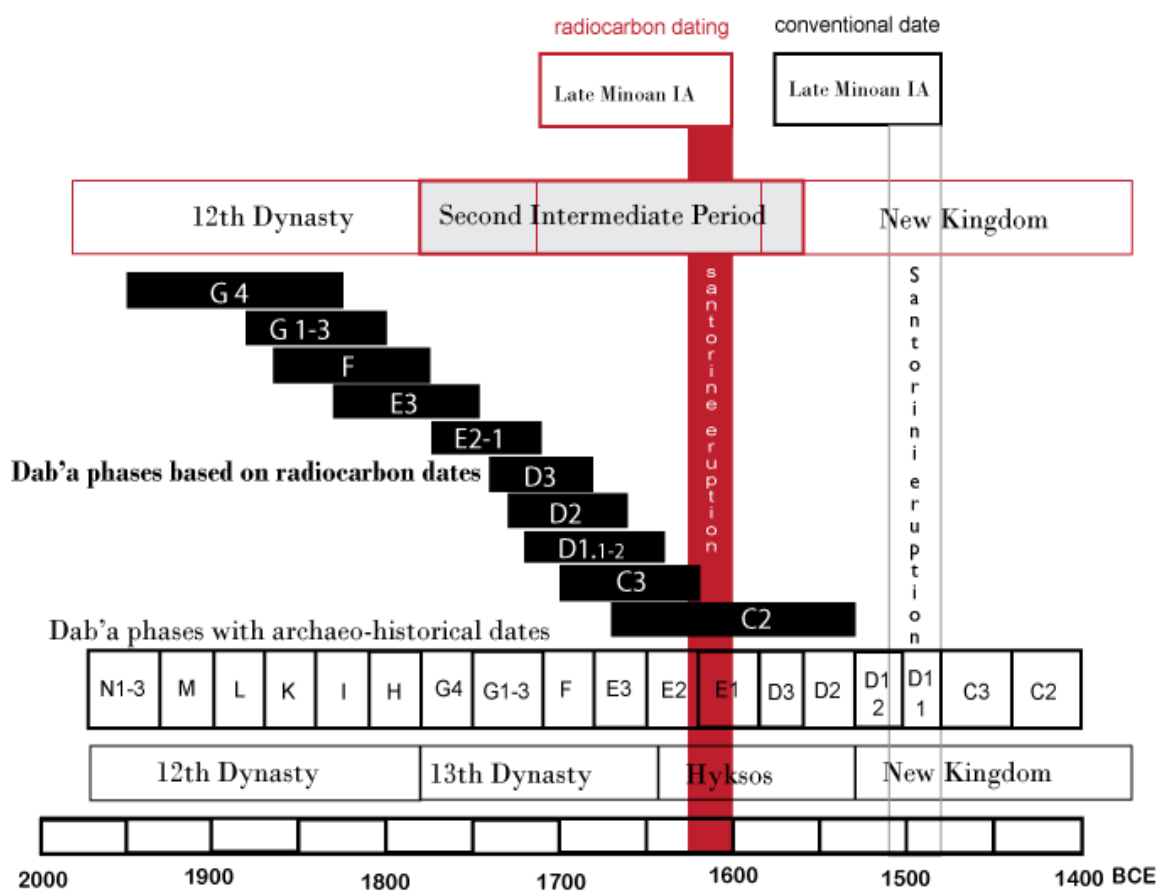 radiocarbon dating
conventional date
Late Minoan IA
Late Minoan IA
12th Dynasty
Second Intermediate Period
New Kingdom
G 4
G 1-3
F
E3
E2-1
Dab'a phases based on radiocarbon dates
D3
D2
D1.1-2
C3
C2
santorine eruption
Santorini eruption
Dab'a phases with archaeo-historical dates
N1-3 M L K I H G4 G1-3 F E3 E2 E1 D3 D2 D1 D1 C3 C2
2 1
12th Dynasty 13th Dynasty Hyksos New Kingdom
2000 1900 1800 1700 1600 1500 1400 BCE